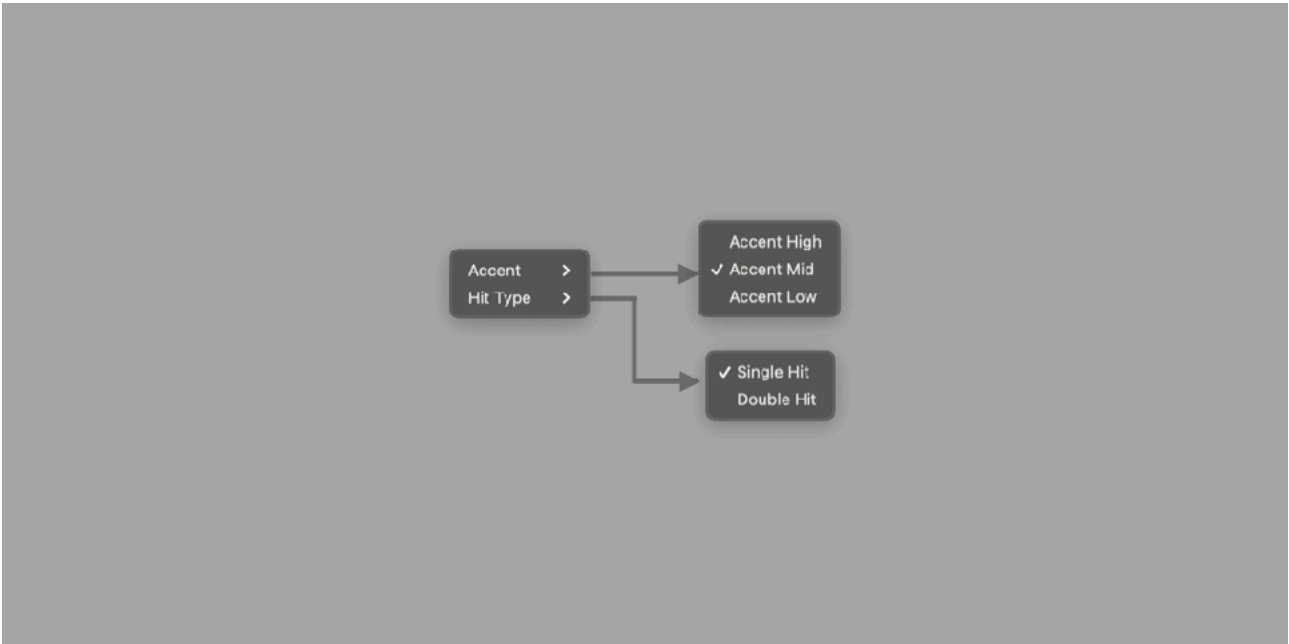 Accent
Hit Type
Accent High
Accent Mid
Accent Low
Single Hit
Double Hit